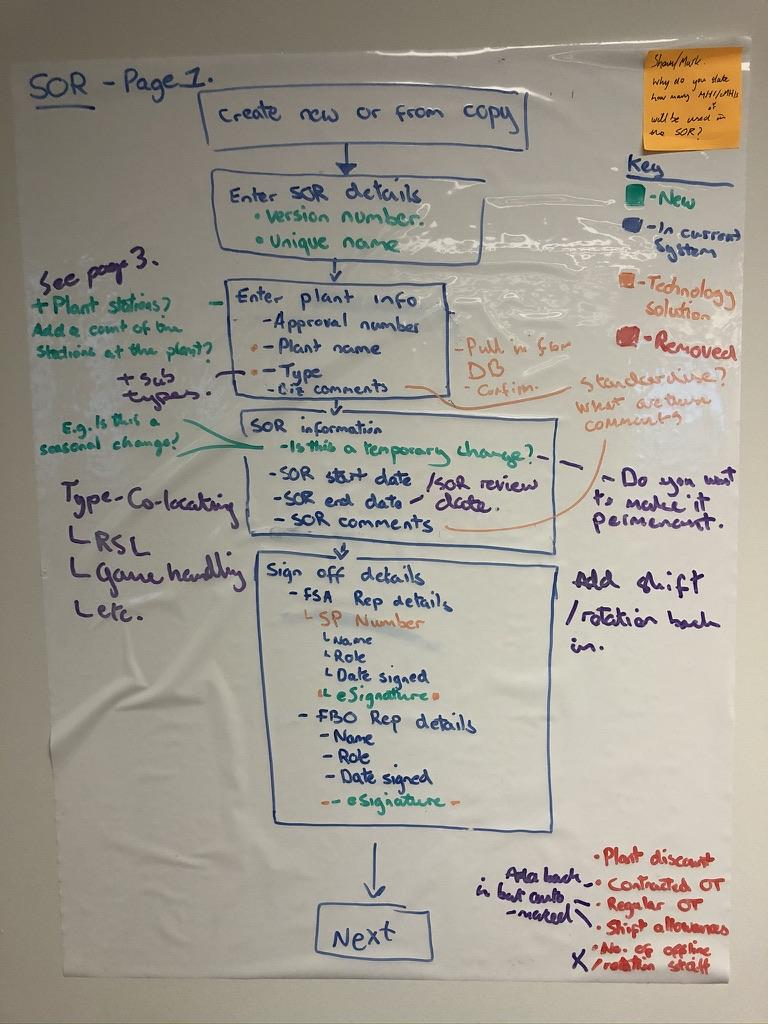 SOR - Page 1.
Create new or from copy
Shaun/Mark.
Why do you state
how many MHI/OMHIs
of
will be used in
the SOR?
Key
- New
- In current
System
- Technology
Solution
- Removed
Enter SOR details
• Version number.
• Unique name
See page 3.
+ Plant stations?
Add a count of the
Stations at the plant?
+ Sub
types.
Enter plant info
- Approval number
- Plant name
- Type
- comments
- Pull in from
DB
- Confirm.
Standardise?
What are these
comments
E.g. Is this a
seasonal change?
SOR information
- Is this a temporary change?
- SOR start date
- SOR end date
/SOR review
date.
- SOR comments
- Do you want
to make it
permenant.
Type - Co-locating
RSL
Game handling
etc.
Sign off details
- FSA Rep details
SP Number
Name
Role
Date signed
eSignature
- FBO Rep details
- Name
- Role
- Date signed
- eSignature
Add shift
/rotation back
in.
Next
Add back
in but auto
-mated
• Plant discount
• Contracted OT
• Regular OT
• Shift allowances
X
• No. of offline
/rotation staff